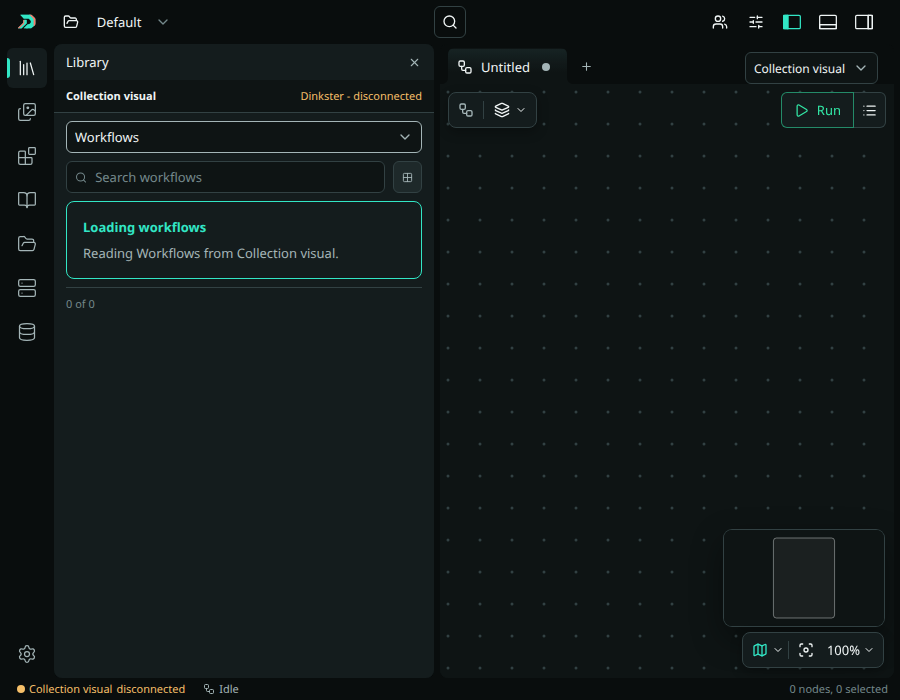 Default
Library
Collection visual
Dinkster - disconnected
Workflows
Search workflows
Loading workflows
Reading Workflows from Collection visual.
0 of 0
Untitled
Collection visual
Run
100%
Collection visual disconnected
Idle
0 nodes, 0 selected